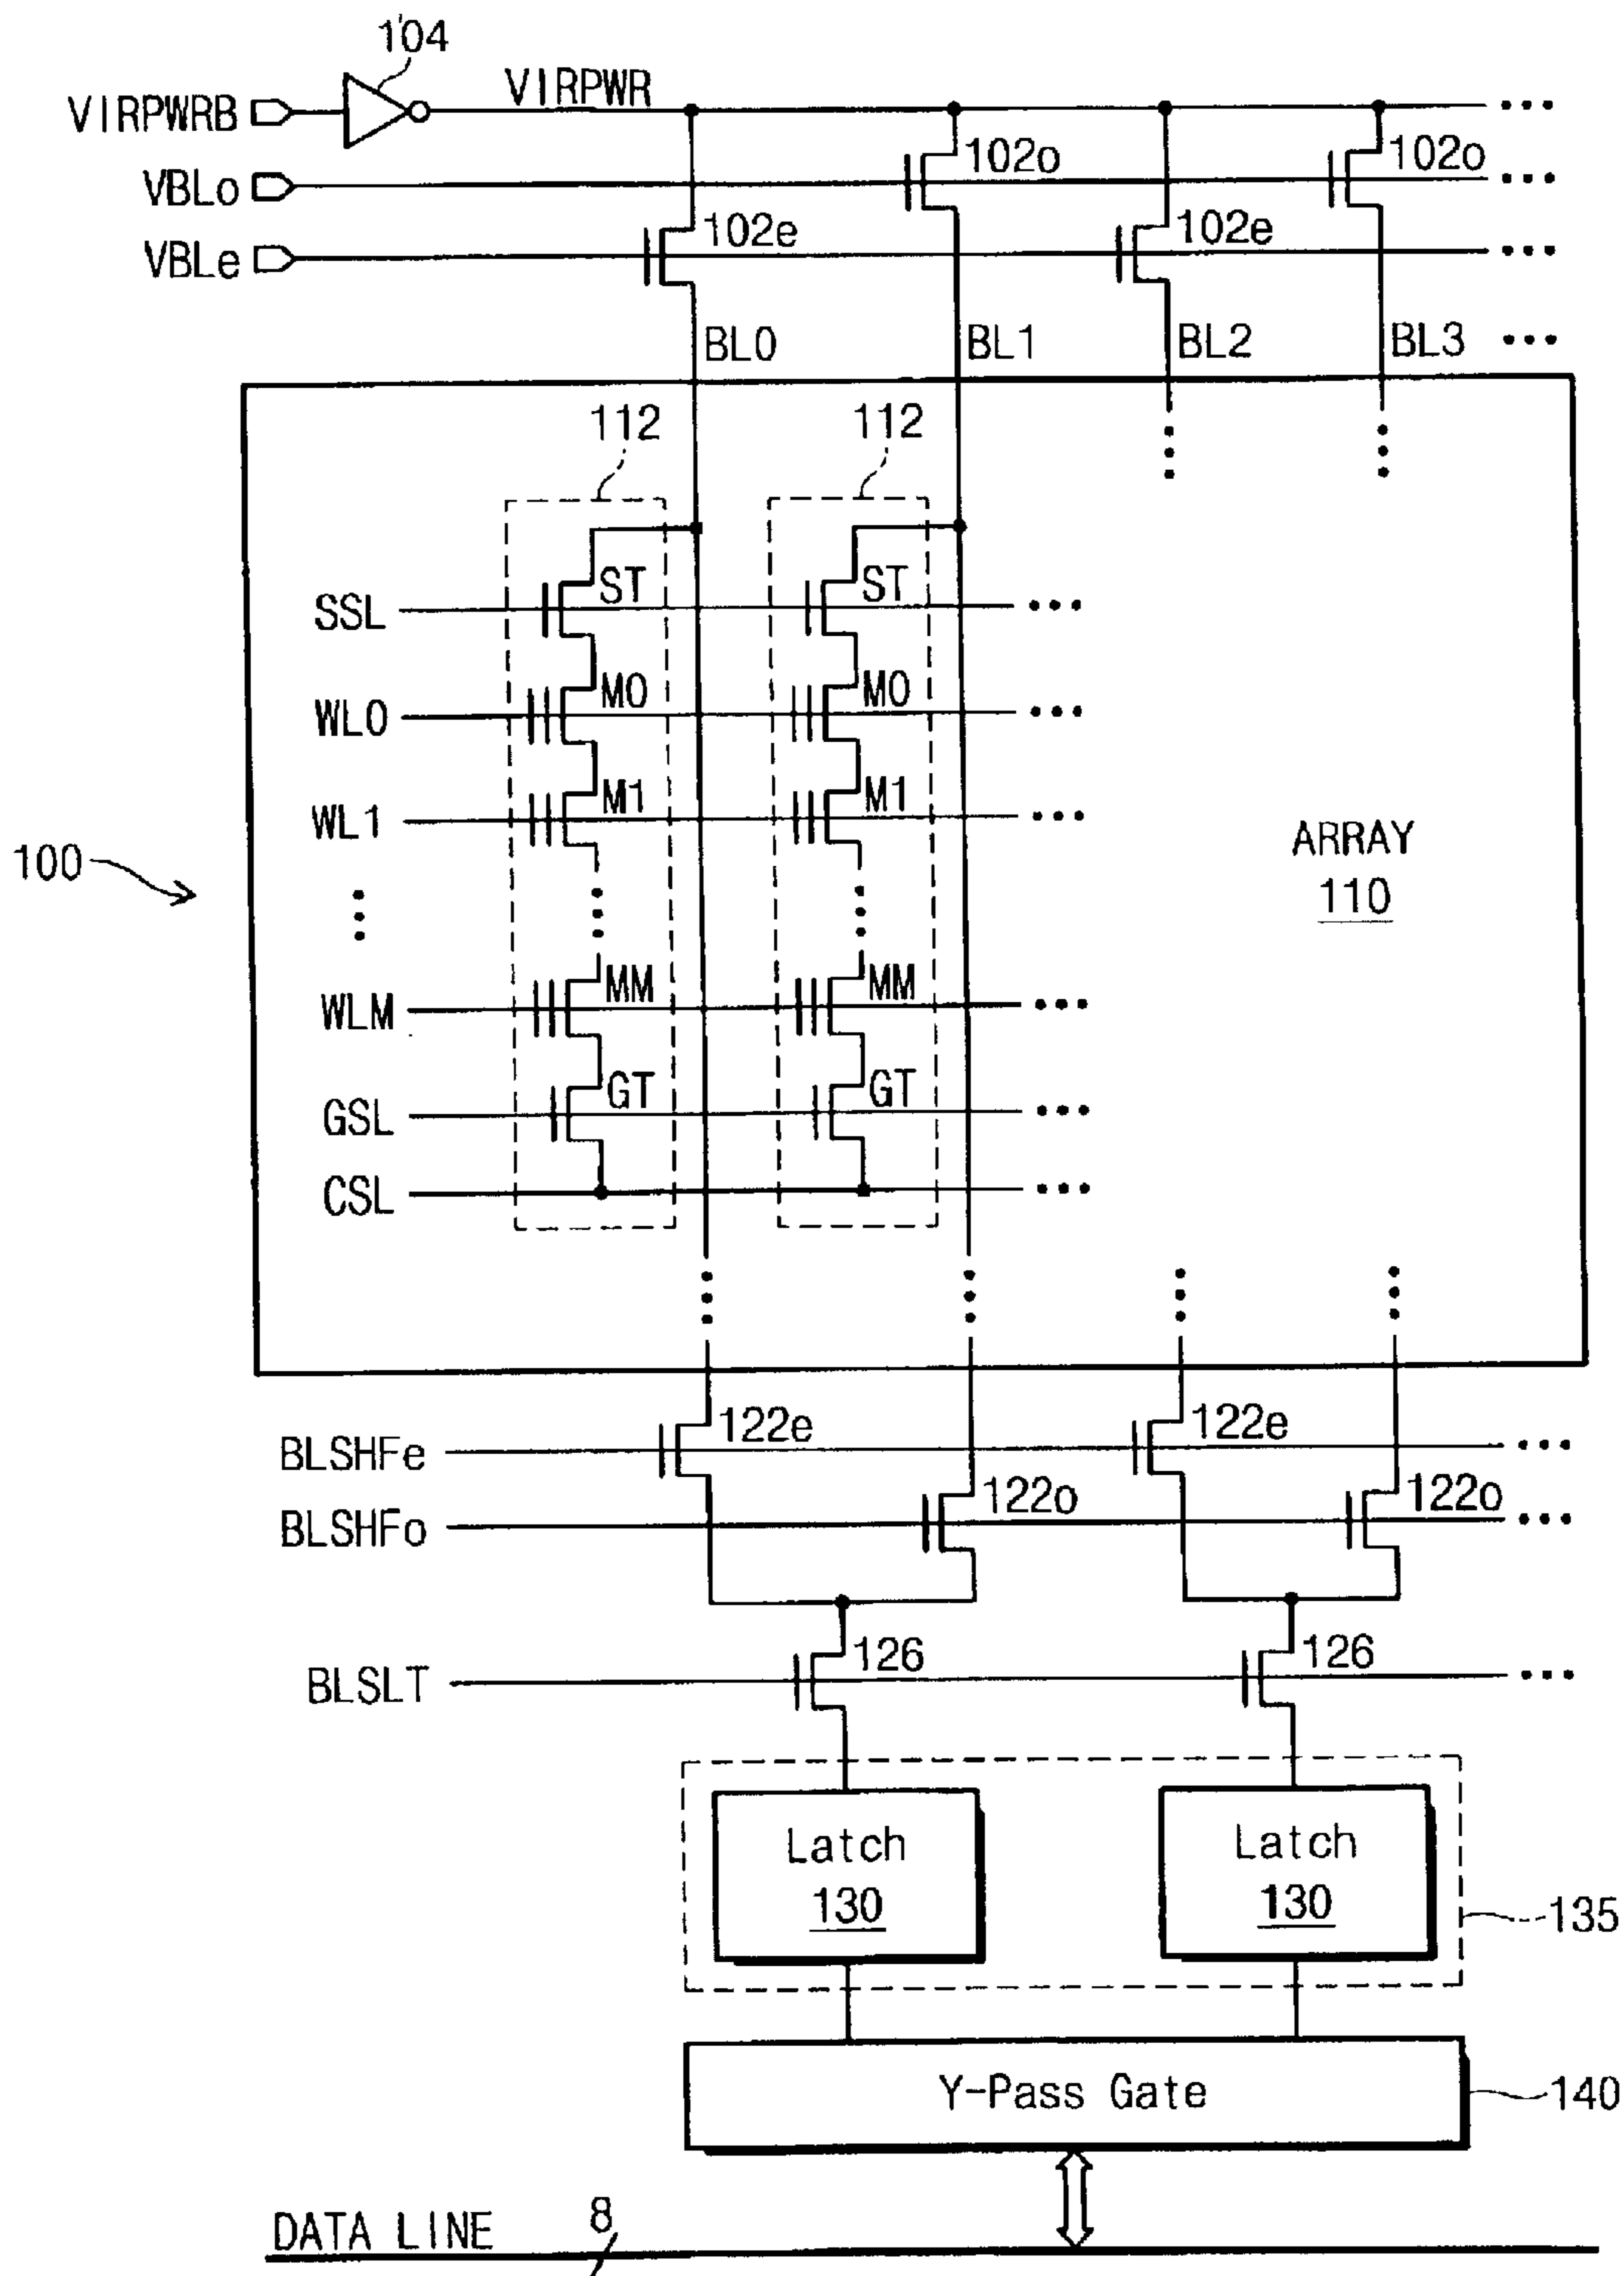 104
VIRPWRB VIRPWR ...
VBLo 102o 102o ...
VBLe 102e 102e ...
BL0 BL1 BL2 BL3 ...
112 112
SSL ST ST ...
WL0 M0 M0 ...
WL1 M1 M1 ...
ARRAY
100 110
WLM MM MM ...
GSL GT GT ...
CSL ...
BLSHFe 122e 122e ...
BLSHFo 122o 122o ...
BLSLT 126 126 ...
Latch Latch
130 130 135
Y-Pass Gate 140
DATA LINE 8